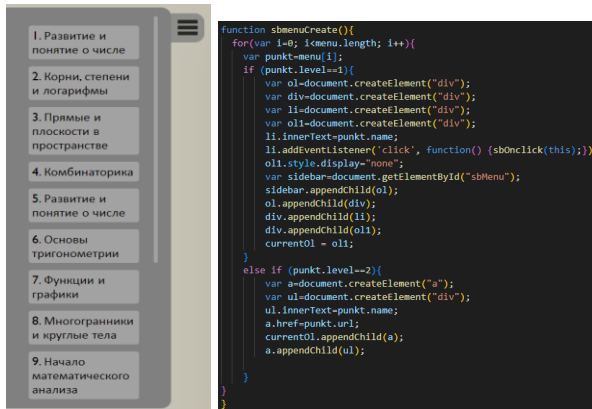 1. Развитие и
понятие о числе
2. Корни, степени
и логарифмы
3. Прямые и
плоскости в
пространстве
4. Комбинаторика
5. Развитие и
понятие о числе
6. Основы
тригонометрии
7. Функции и
графики
8. Многогранники
и круглые тела
9. Начало
математического
анализа
function sbmenuCreate(){
for(var i=0; i<menu.length; i++){
var punkt=menu[i];
if (punkt.level==1){
var ol=document.createElement("div");
var div=document.createElement("div");
var li=document.createElement("div");
var ol1=document.createElement("div");
li.innerText=punkt.name;
li.addEventListener('click', function() {sbOnclick(this);})
ol1.style.display="none";
var sidebar=document.getElementById("sbMenu");
sidebar.appendChild(ol);
ol.appendChild(div);
div.appendChild(li);
div.appendChild(ol1);
currentOl = ol1;
}
else if (punkt.level==2){
var a=document.createElement("a");
var ul=document.createElement("div");
ul.innerText=punkt.name;
a.href=punkt.url;
currentOl.appendChild(a);
a.appendChild(ul);
}
}
}